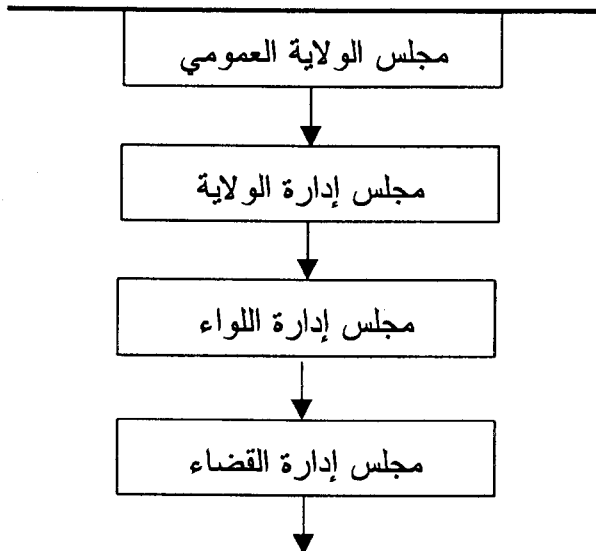 مجلس الولاية العمومي
مجلس إدارة الولاية
مجلس إدارة اللواء
مجلس إدارة القضاء